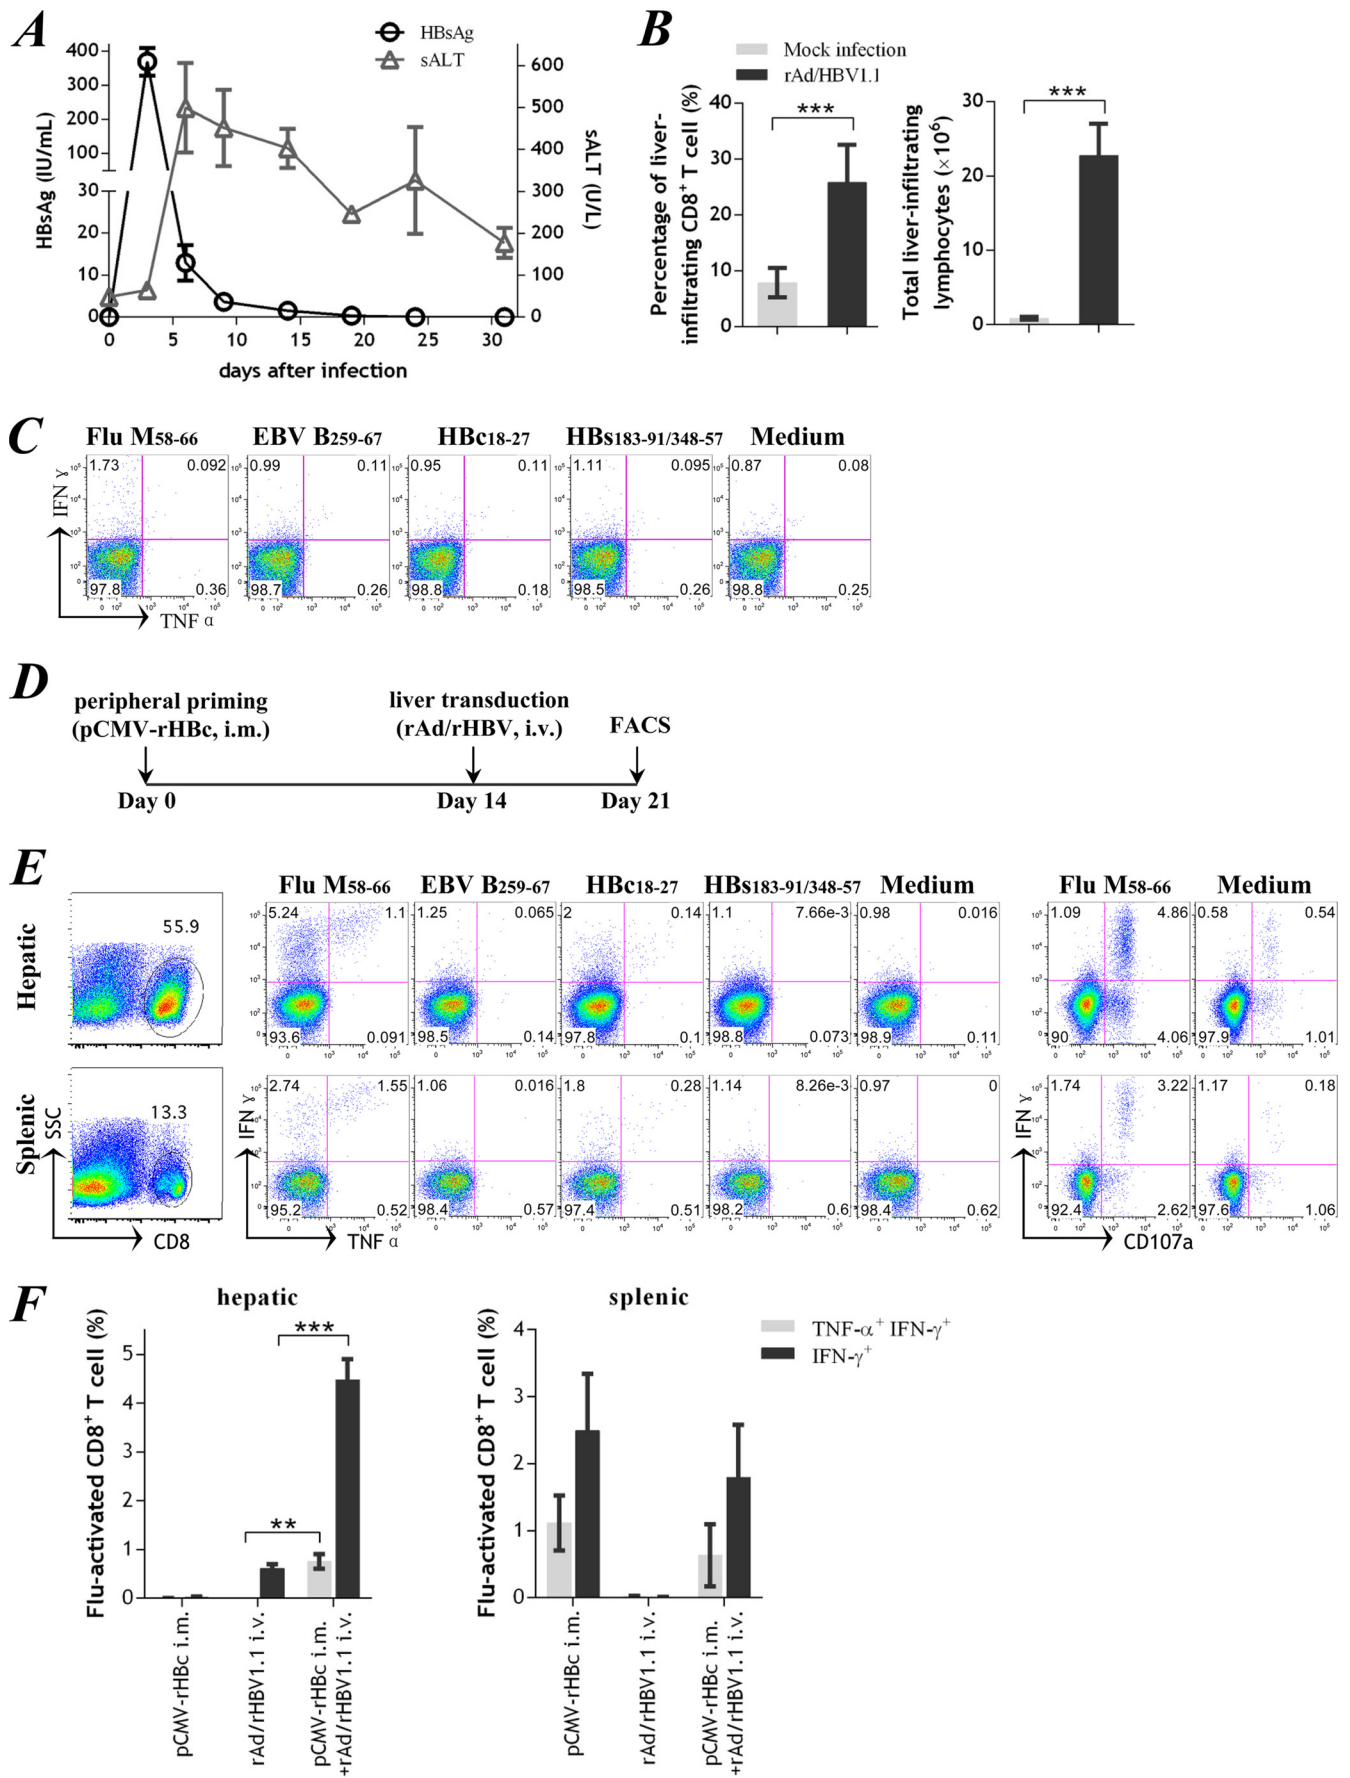 A
HBsAg
sALT
400
300
200
100
30
20
10
0
HBsAg (IU/mL)
600
500
400
300
200
100
0
sALT (U/L)
0 5 10 15 20 25 30
days after infection
B
Mock infection
rAd/HBV1.1
Percentage of liver-
infiltrating CD8+ T cell (%)
40
30
20
10
0
***
Total liver-infiltrating
lymphocytes (×10⁶)
30
20
10
0
***
C
Flu M58-66 EBV B259-67 HBc18-27 HBs183-91/348-57 Medium
1.73 0.092 0.99 0.11 0.95 0.11 1.11 0.095 0.87 0.08
97.8 0.36 98.7 0.26 98.8 0.18 98.5 0.26 98.8 0.25
IFN γ
TNF α
D
peripheral priming
(pCMV-rHBc, i.m.)
liver transduction
(rAd/rHBV, i.v.)
FACS
Day 0 Day 14 Day 21
E
Flu M58-66 EBV B259-67 HBc18-27 HBs183-91/348-57 Medium Flu M58-66 Medium
Hepatic
55.9
5.24 1.1 1.25 0.065 2 0.14 1.1 7.66e-3 0.98 0.016 1.09 4.86 0.58 0.54
93.6 0.091 98.5 0.14 97.8 0.1 98.8 0.073 98.9 0.11 90 4.06 97.9 1.01
Splenic
SSC
13.3
2.74 1.55 1.06 0.016 1.8 0.28 1.14 8.26e-3 0.97 0 1.74 3.22 1.17 0.18
95.2 0.52 98.4 0.57 97.4 0.51 98.2 0.6 98.4 0.62 92.4 2.62 97.6 1.06
IFN γ
IFN γ
CD8
TNF α
CD107a
F
hepatic
Flu-activated CD8+ T cell (%)
5
4
3
2
1
0
***
**
pCMV-rHBc i.m.
rAd/rHBV1.1 i.v.
pCMV-rHBc i.m.
+rAd/rHBV1.1 i.v.
splenic
Flu-activated CD8+ T cell (%)
4
3
2
1
0
pCMV-rHBc i.m.
rAd/rHBV1.1 i.v.
pCMV-rHBc i.m.
+rAd/rHBV1.1 i.v.
TNF-α+ IFN-γ+
IFN-γ+